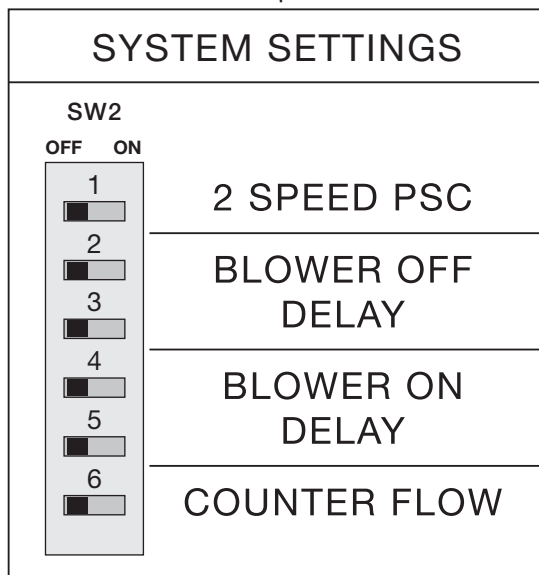 SYSTEM SETTINGS
SW2
OFF ON
1
2 SPEED PSC
2
BLOWER OFF
3
DELAY
4
BLOWER ON
5
DELAY
6
COUNTER FLOW